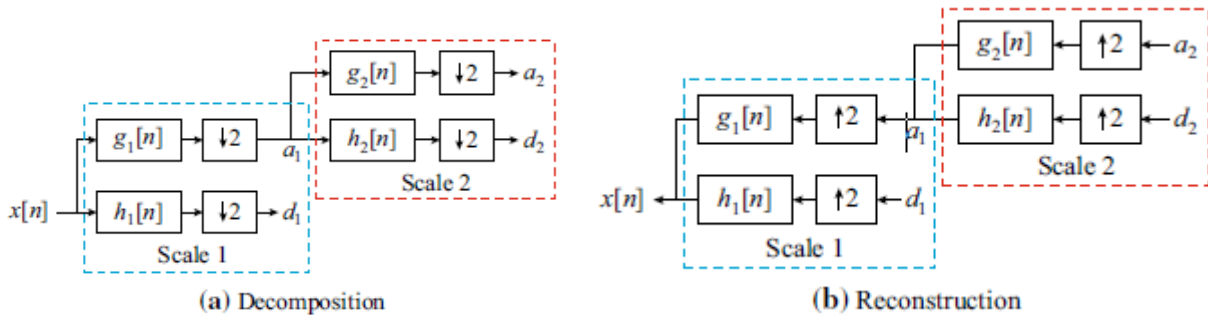 g₂[n] ↓2 a₂
g₁[n] ↓2 a₁ h₂[n] ↓2 d₂
Scale 2
x[n] h₁[n] ↓2 d₁
Scale 1
(a) Decomposition
g₂[n] ↑2 a₂
g₁[n] ↑2 a₁ h₂[n] ↑2 d₂
Scale 2
x[n] h₁[n] ↑2 d₁
Scale 1
(b) Reconstruction